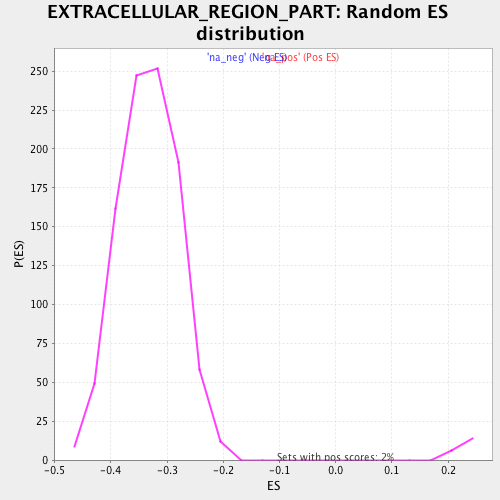 EXTRACELLULAR_REGION_PART: Random ES
distribution
'na_neg' (Neg ES)
'na_pos' (Pos ES)
250
225
200
175
150
125
100
75
50
25
0
P(ES)
Sets with pos scores: 2%
-0.5 -0.4 -0.3 -0.2 -0.1 0.0 0.1 0.2
ES